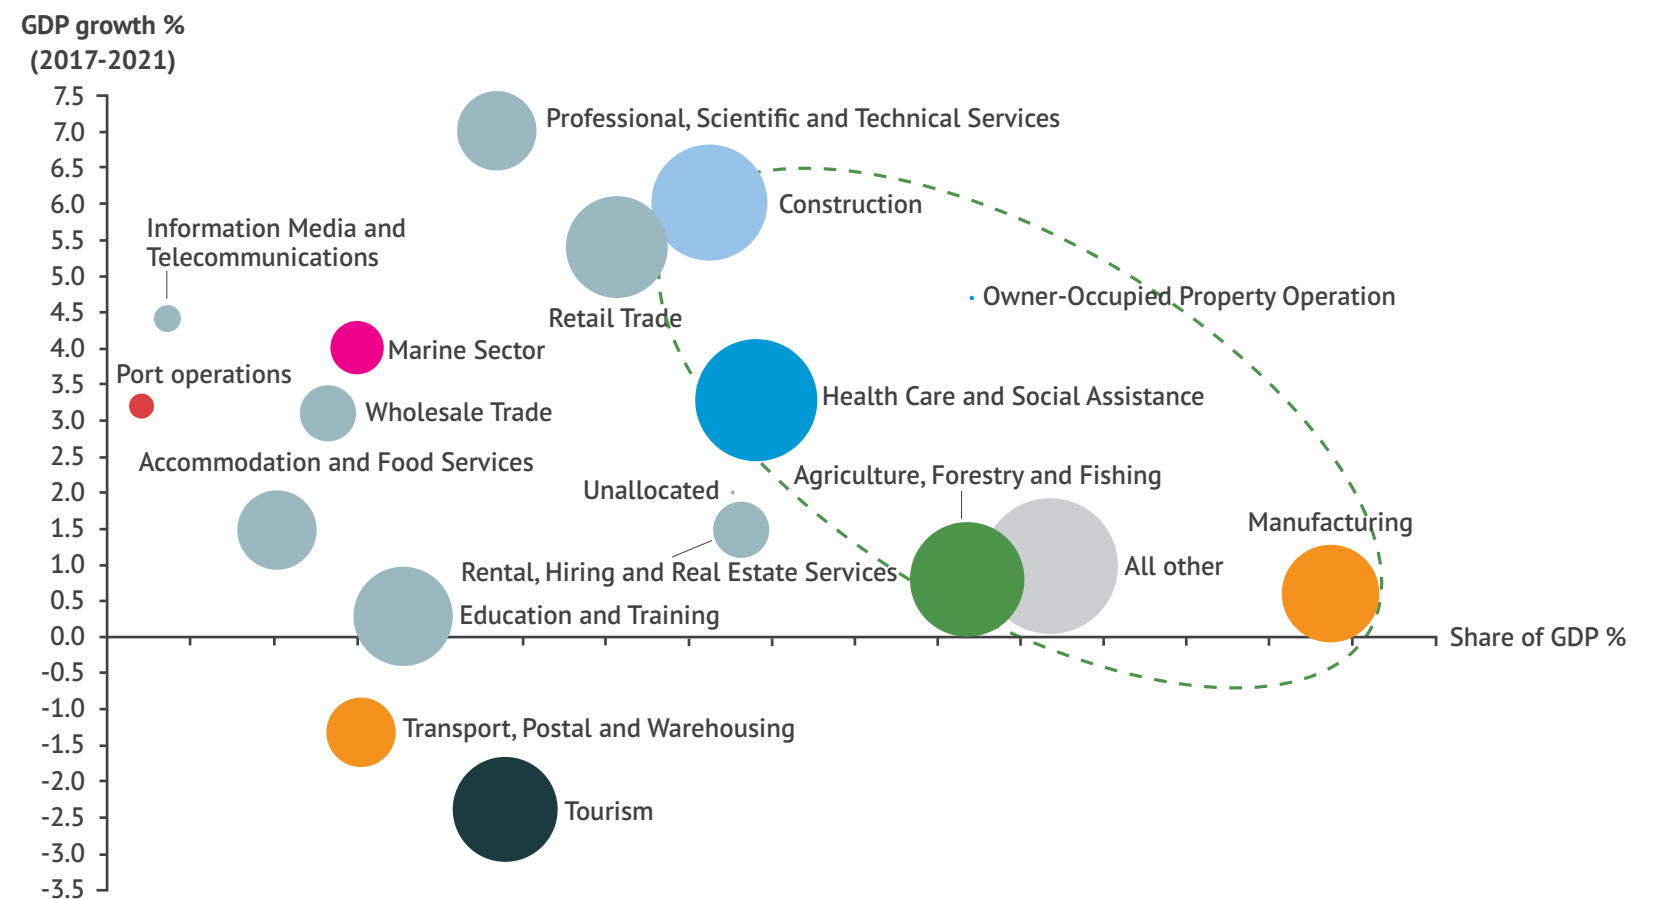 GDP growth %
(2017-2021)
7.5
7.0
6.5
6.0
5.5
5.0
4.5
4.0
3.5
3.0
2.5
2.0
1.5
1.0
0.5
0.0
-0.5
-1.0
-1.5
-2.0
-2.5
-3.0
-3.5
Professional, Scientific and Technical Services
Construction
Information Media and
Telecommunications
Owner-Occupied Property Operation
Retail Trade
Marine Sector
Port operations
Health Care and Social Assistance
Wholesale Trade
Accommodation and Food Services
Agriculture, Forestry and Fishing
Unallocated
Manufacturing
All other
Rental, Hiring and Real Estate Services
Education and Training
Share of GDP %
Transport, Postal and Warehousing
Tourism